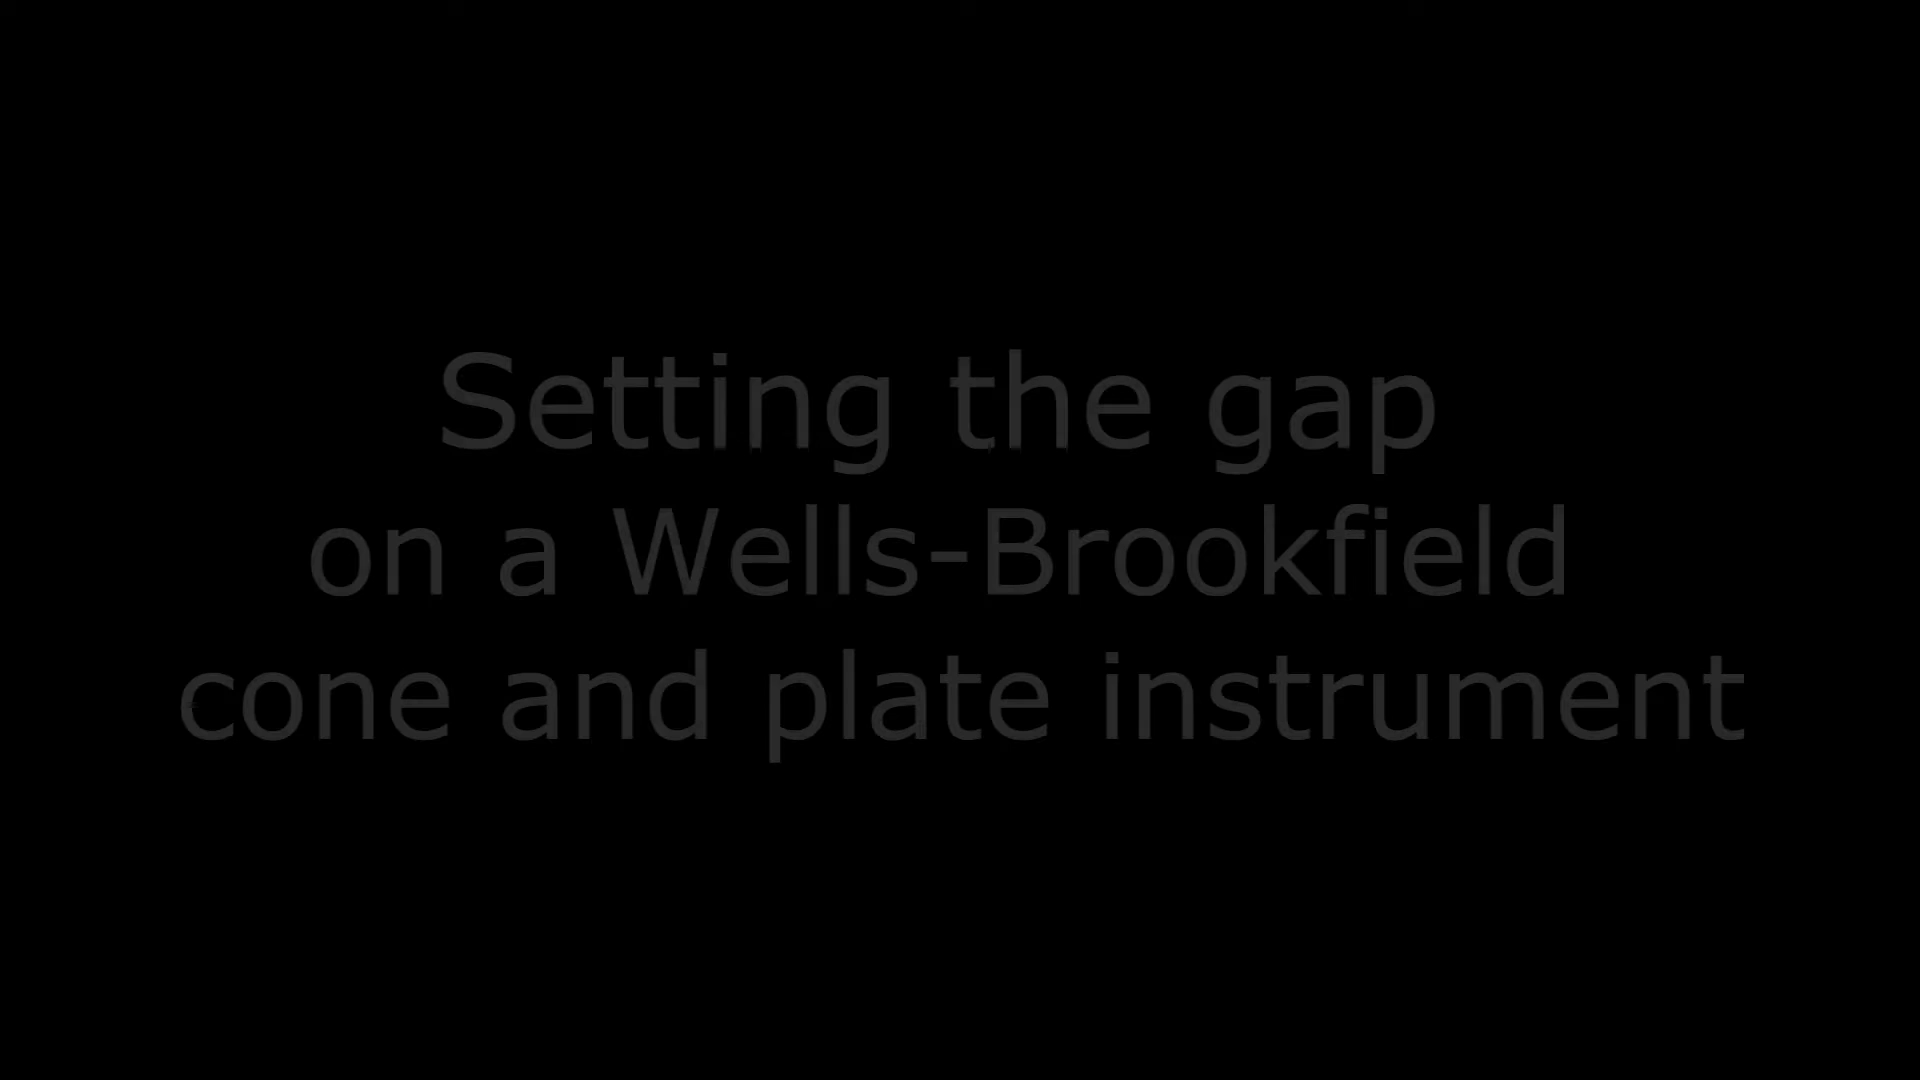 Setting the gap
on a Wells-Brookfield
cone and plate instrument